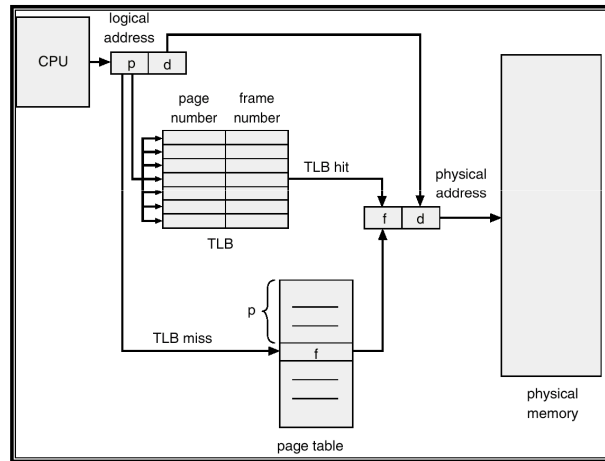 logical
address
CPU
p d
page
number
frame
number
TLB hit
physical
address
f d
TLB
p
TLB miss
f
physical
memory
page table